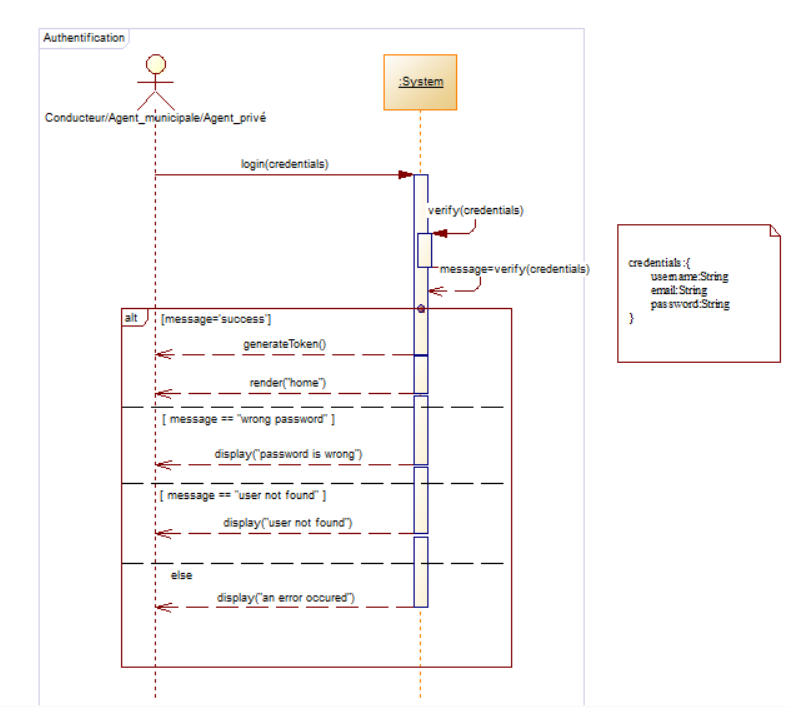 Authentification
:System
Conducteur/Agent_municipale/Agent_privé
login(credentials)
verify(credentials)
message=verify(credentials)
credentials:{
username:String
email:String
password:String
}
alt
[message='success']
generateToken()
render("home")
[ message == "wrong password" ]
display("password is wrong")
[ message == "user not found" ]
display("user not found")
else
display("an error occured")